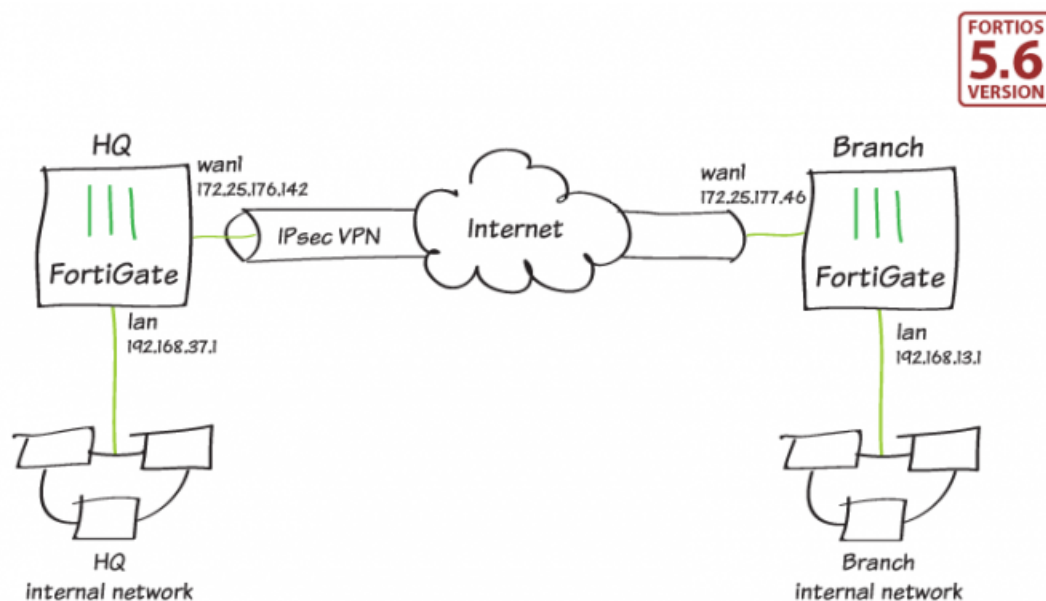 FORTIOS
5.6
VERSION
HQ
wan1
172.25.176.142
FortiGate
IPsec VPN
Internet
Branch
wan1
172.25.177.46
FortiGate
lan
192.168.37.1
lan
192.168.13.1
HQ
internal network
Branch
internal network